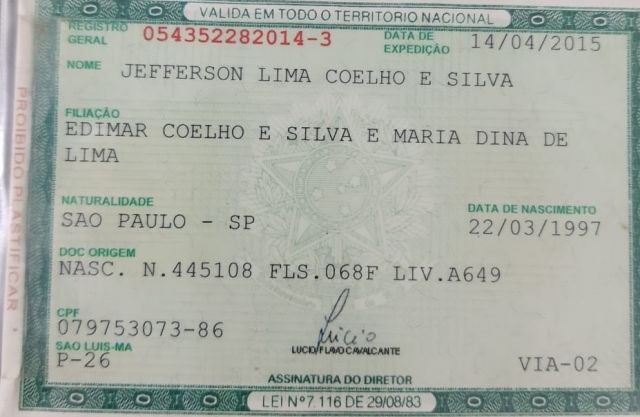 VALIDA EM TODO O TERRITORIO NACIONAL
REGISTRO GERAL 054352282014-3 DATA DE EXPEDIÇÃO 14/04/2015
NOME JEFFERSON LIMA COELHO E SILVA
FILIAÇÃO
EDIMAR COELHO E SILVA E MARIA DINA DE
LIMA
NATURALIDADE DATA DE NASCIMENTO
SAO PAULO - SP 22/03/1997
DOC ORIGEM
NASC. N.445108 FLS.068F LIV.A649
CPF
079753073-86
SAO LUIS-MA
LUCIO FLAVO CAVALCANTE
P-26 VIA-02
ASSINATURA DO DIRETOR
LEI Nº 7.116 DE 29/08/83
PROIBIDO PLASTIFICAR